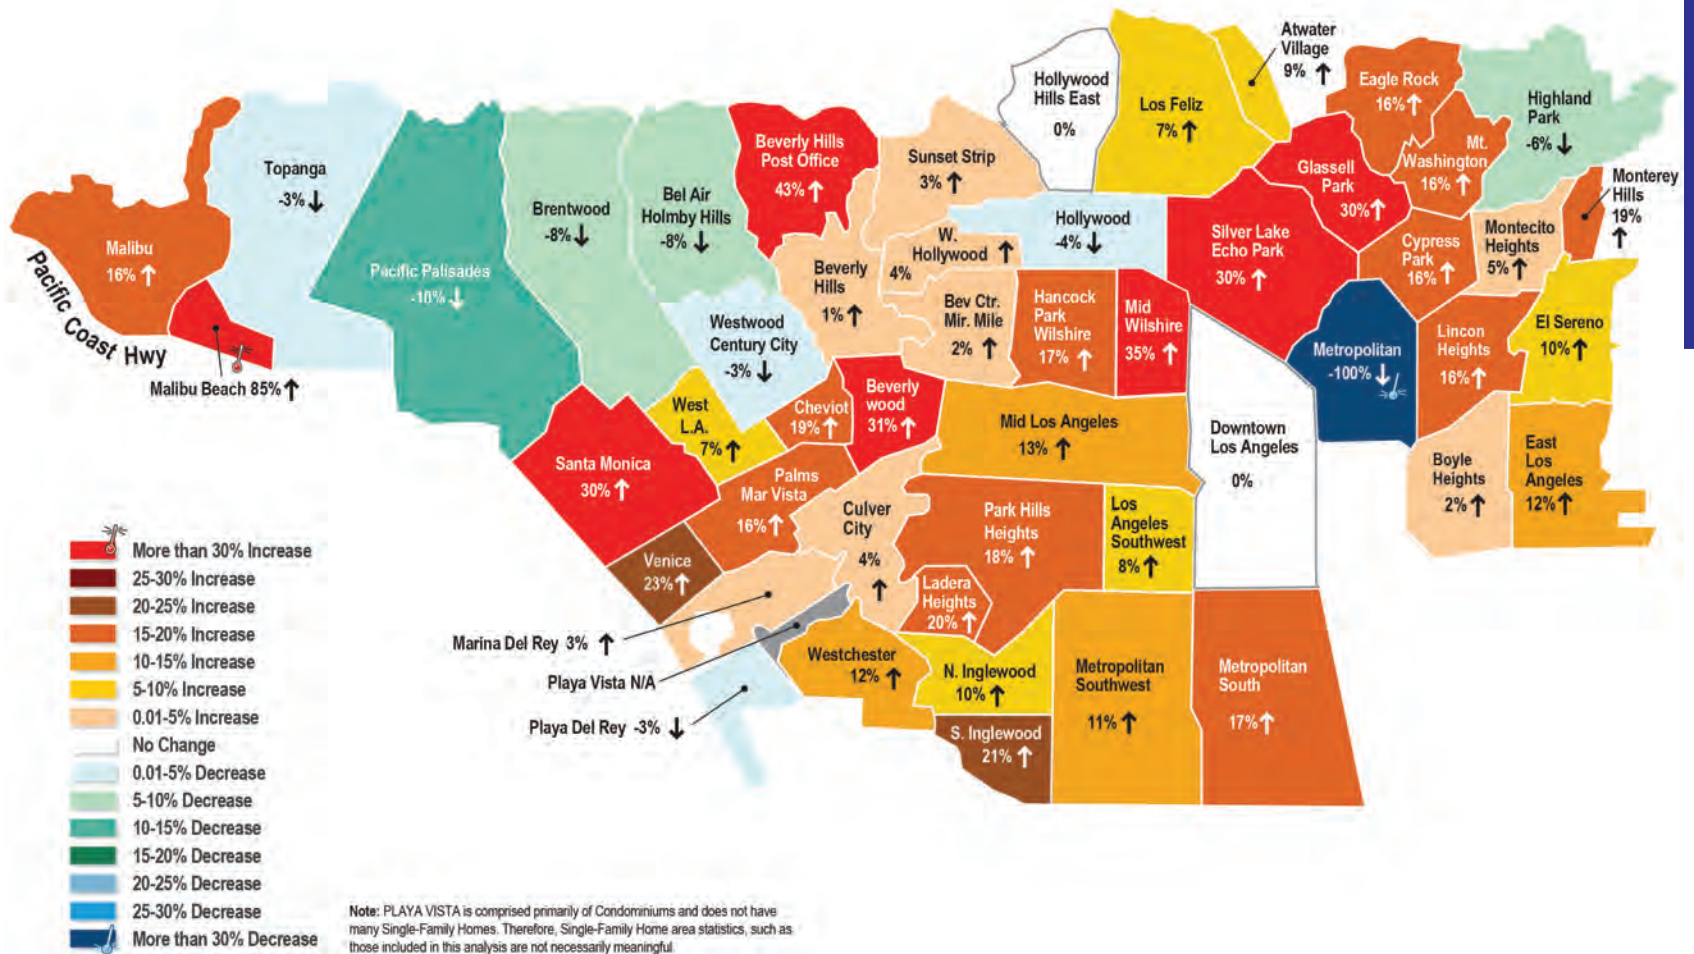 Atwater
Village
9%
Hollywood
Hills East
0%
Los Feliz
7%
Eagle Rock
16%
Highland
Park
-6%
Mt.
Washington
16%
Monterey
Hills
19%
Beverly Hills
Post Office
43%
Sunset Strip
3%
Glassell
Park
30%
Topanga
-3%
Brentwood
-8%
Bel Air
Holmby Hills
-8%
Hollywood
-4%
Silver Lake
Echo Park
30%
Cypress
Park
16%
Montecito
Heights
5%
Malibu
16%
Pacific Coast Hwy
Malibu Beach 85%
Pacific Palisades
-10%
W.
Hollywood
4%
Beverly
Hills
1%
Bev Ctr.
Mir. Mile
2%
Hancock
Park
Wilshire
17%
Mid
Wilshire
35%
Metropolitan
-100%
Lincon
Heights
16%
El Sereno
10%
Westwood
Century City
-3%
West
L.A.
7%
Cheviot
19%
Beverly
wood
31%
Mid Los Angeles
13%
Downtown
Los Angeles
0%
Boyle
Heights
2%
East
Los
Angeles
12%
Santa Monica
30%
Palms
Mar Vista
16%
Culver
City
4%
Park Hills
Heights
18%
Los
Angeles
Southwest
8%
Venice
23%
Ladera
Heights
20%
Marina Del Rey 3%
Playa Vista N/A
Playa Del Rey -3%
Westchester
12%
N. Inglewood
10%
S. Inglewood
21%
Metropolitan
Southwest
11%
Metropolitan
South
17%
More than 30% Increase
25-30% Increase
20-25% Increase
15-20% Increase
10-15% Increase
5-10% Increase
0.01-5% Increase
No Change
0.01-5% Decrease
5-10% Decrease
10-15% Decrease
15-20% Decrease
20-25% Decrease
25-30% Decrease
More than 30% Decrease
Note: PLAYA VISTA is comprised primarily of Condominiums and does not have
many Single-Family Homes. Therefore, Single-Family Home area statistics, such as
those included in this analysis are not necessarily meaningful.